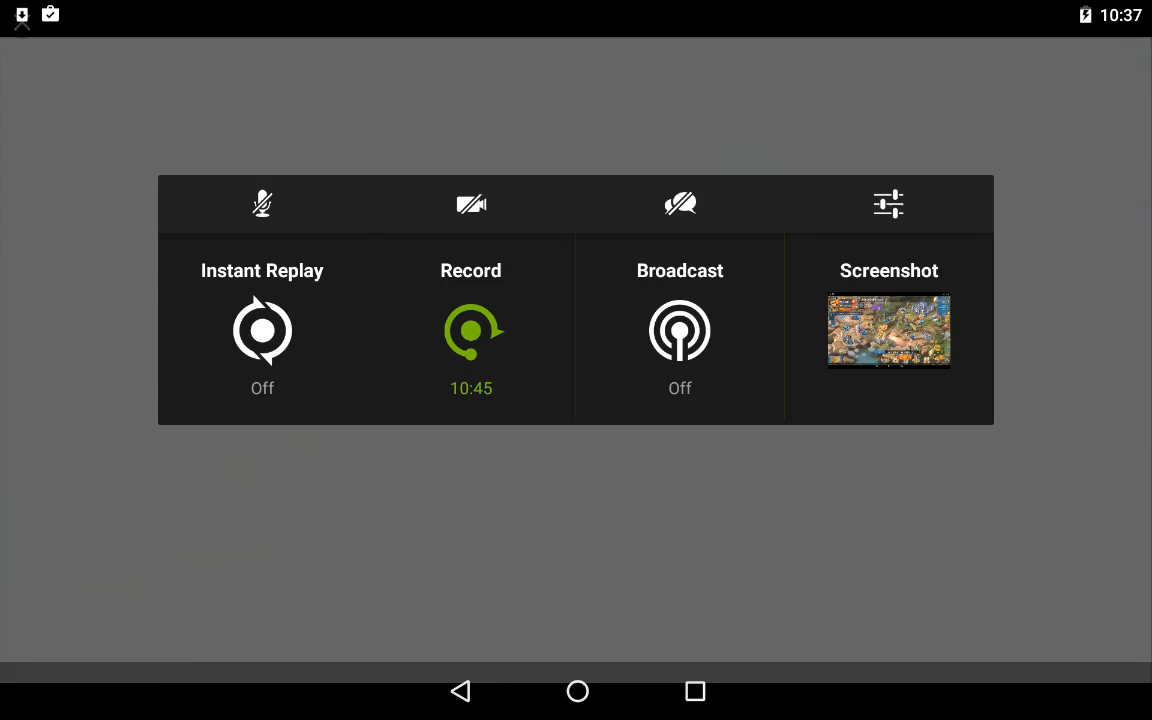 10:37
Instant Replay
Record
Broadcast
Screenshot
Off
10:45
Off